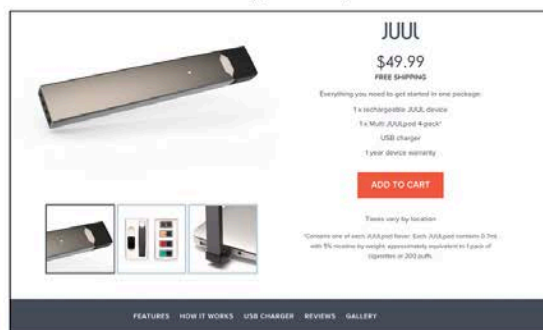 JUUL
$49.99
FREE SHIPPING
Everything you need to get started in one package:
1 x rechargeable JUUL device
1 x Multi JUULpod 4-pack*
USB charger
1 year device warranty
ADD TO CART
Taxes vary by location
*Contains one of each JUULpod flavor. Each JUULpod contains 0.7mL
with 5% nicotine by weight, approximately equivalent to 1 pack of
cigarettes or 200 puffs.
FEATURES HOW IT WORKS USB CHARGER REVIEWS GALLERY